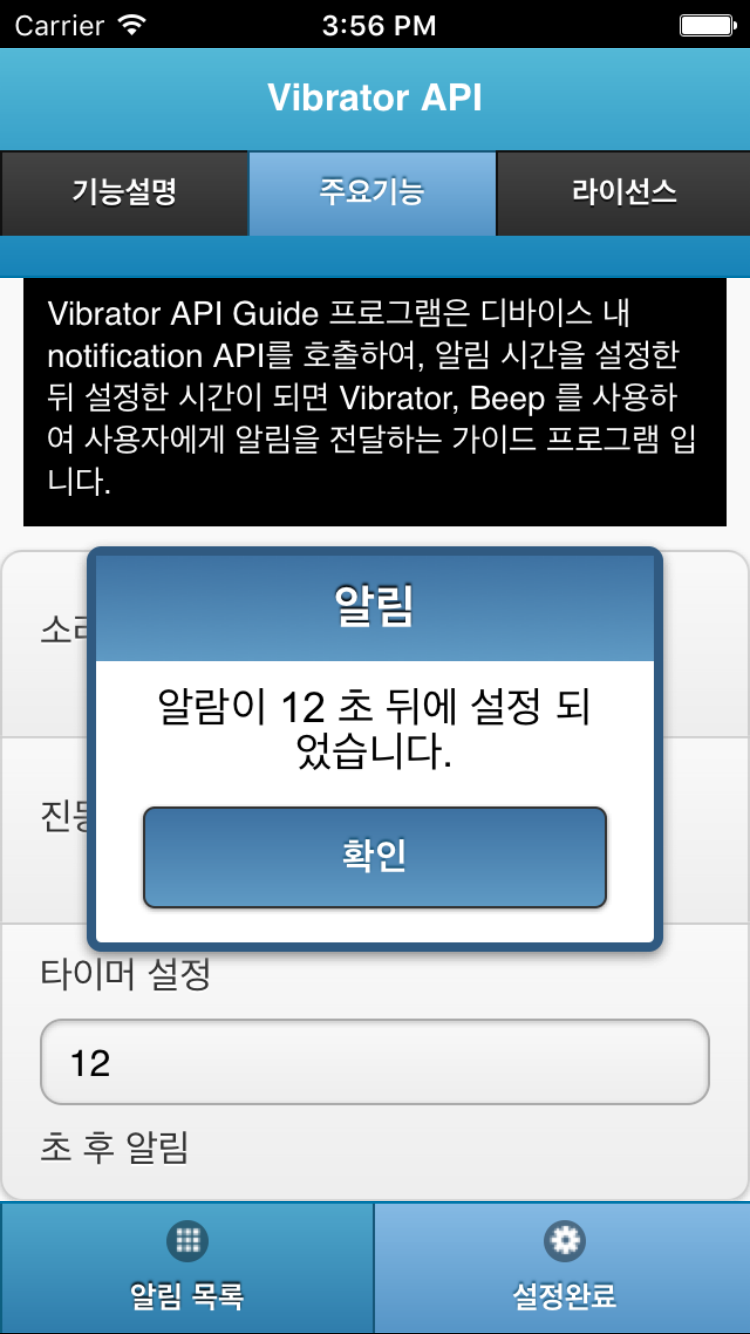 Carrier 3:56 PM
Vibrator API
기능설명 주요기능 라이선스
Vibrator API Guide 프로그램은 디바이스 내
notification API를 호출하여, 알림 시간을 설정한
뒤 설정한 시간이 되면 Vibrator, Beep 를 사용하
여 사용자에게 알림을 전달하는 가이드 프로그램 입
니다.
알림
알람이 12 초 뒤에 설정 되
었습니다.
확인
타이머 설정
12
초 후 알림
알림 목록 설정완료